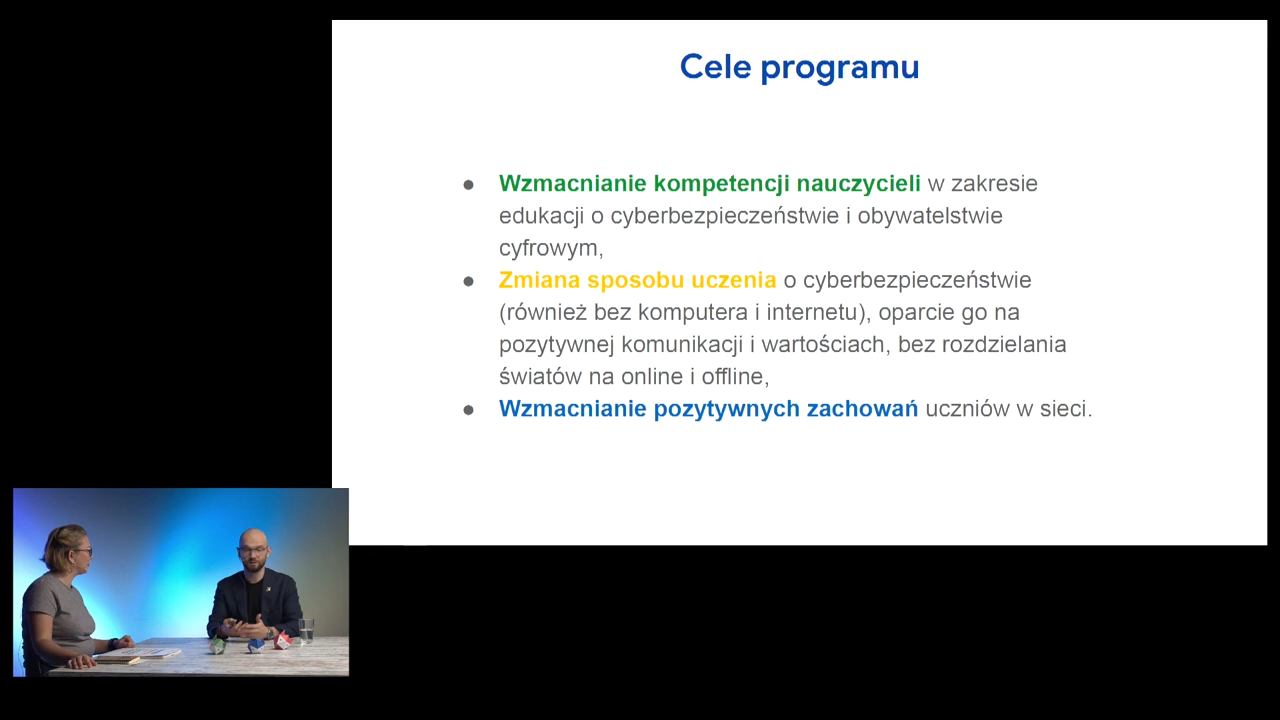 Cele programu
● Wzmacnianie kompetencji nauczycieli w zakresie
edukacji o cyberbezpieczeństwie i obywatelstwie
cyfrowym,
● Zmiana sposobu uczenia o cyberbezpieczeństwie
(również bez komputera i internetu), oparcie go na
pozytywnej komunikacji i wartościach, bez rozdzielania
światów na online i offline,
● Wzmacnianie pozytywnych zachowań uczniów w sieci.